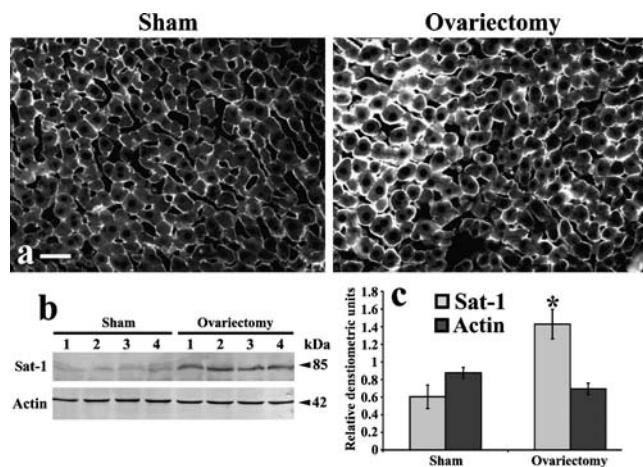 Sham Ovariectomy
a
b
Sham Ovariectomy
1 2 3 4 1 2 3 4 kDa
Sat-1 85
Actin 42
c
Sat-1
Actin
*
Relative denstiometric units
1.8
1.6
1.4
1.2
1
0.8
0.6
0.4
0.2
0
Sham Ovariectomy